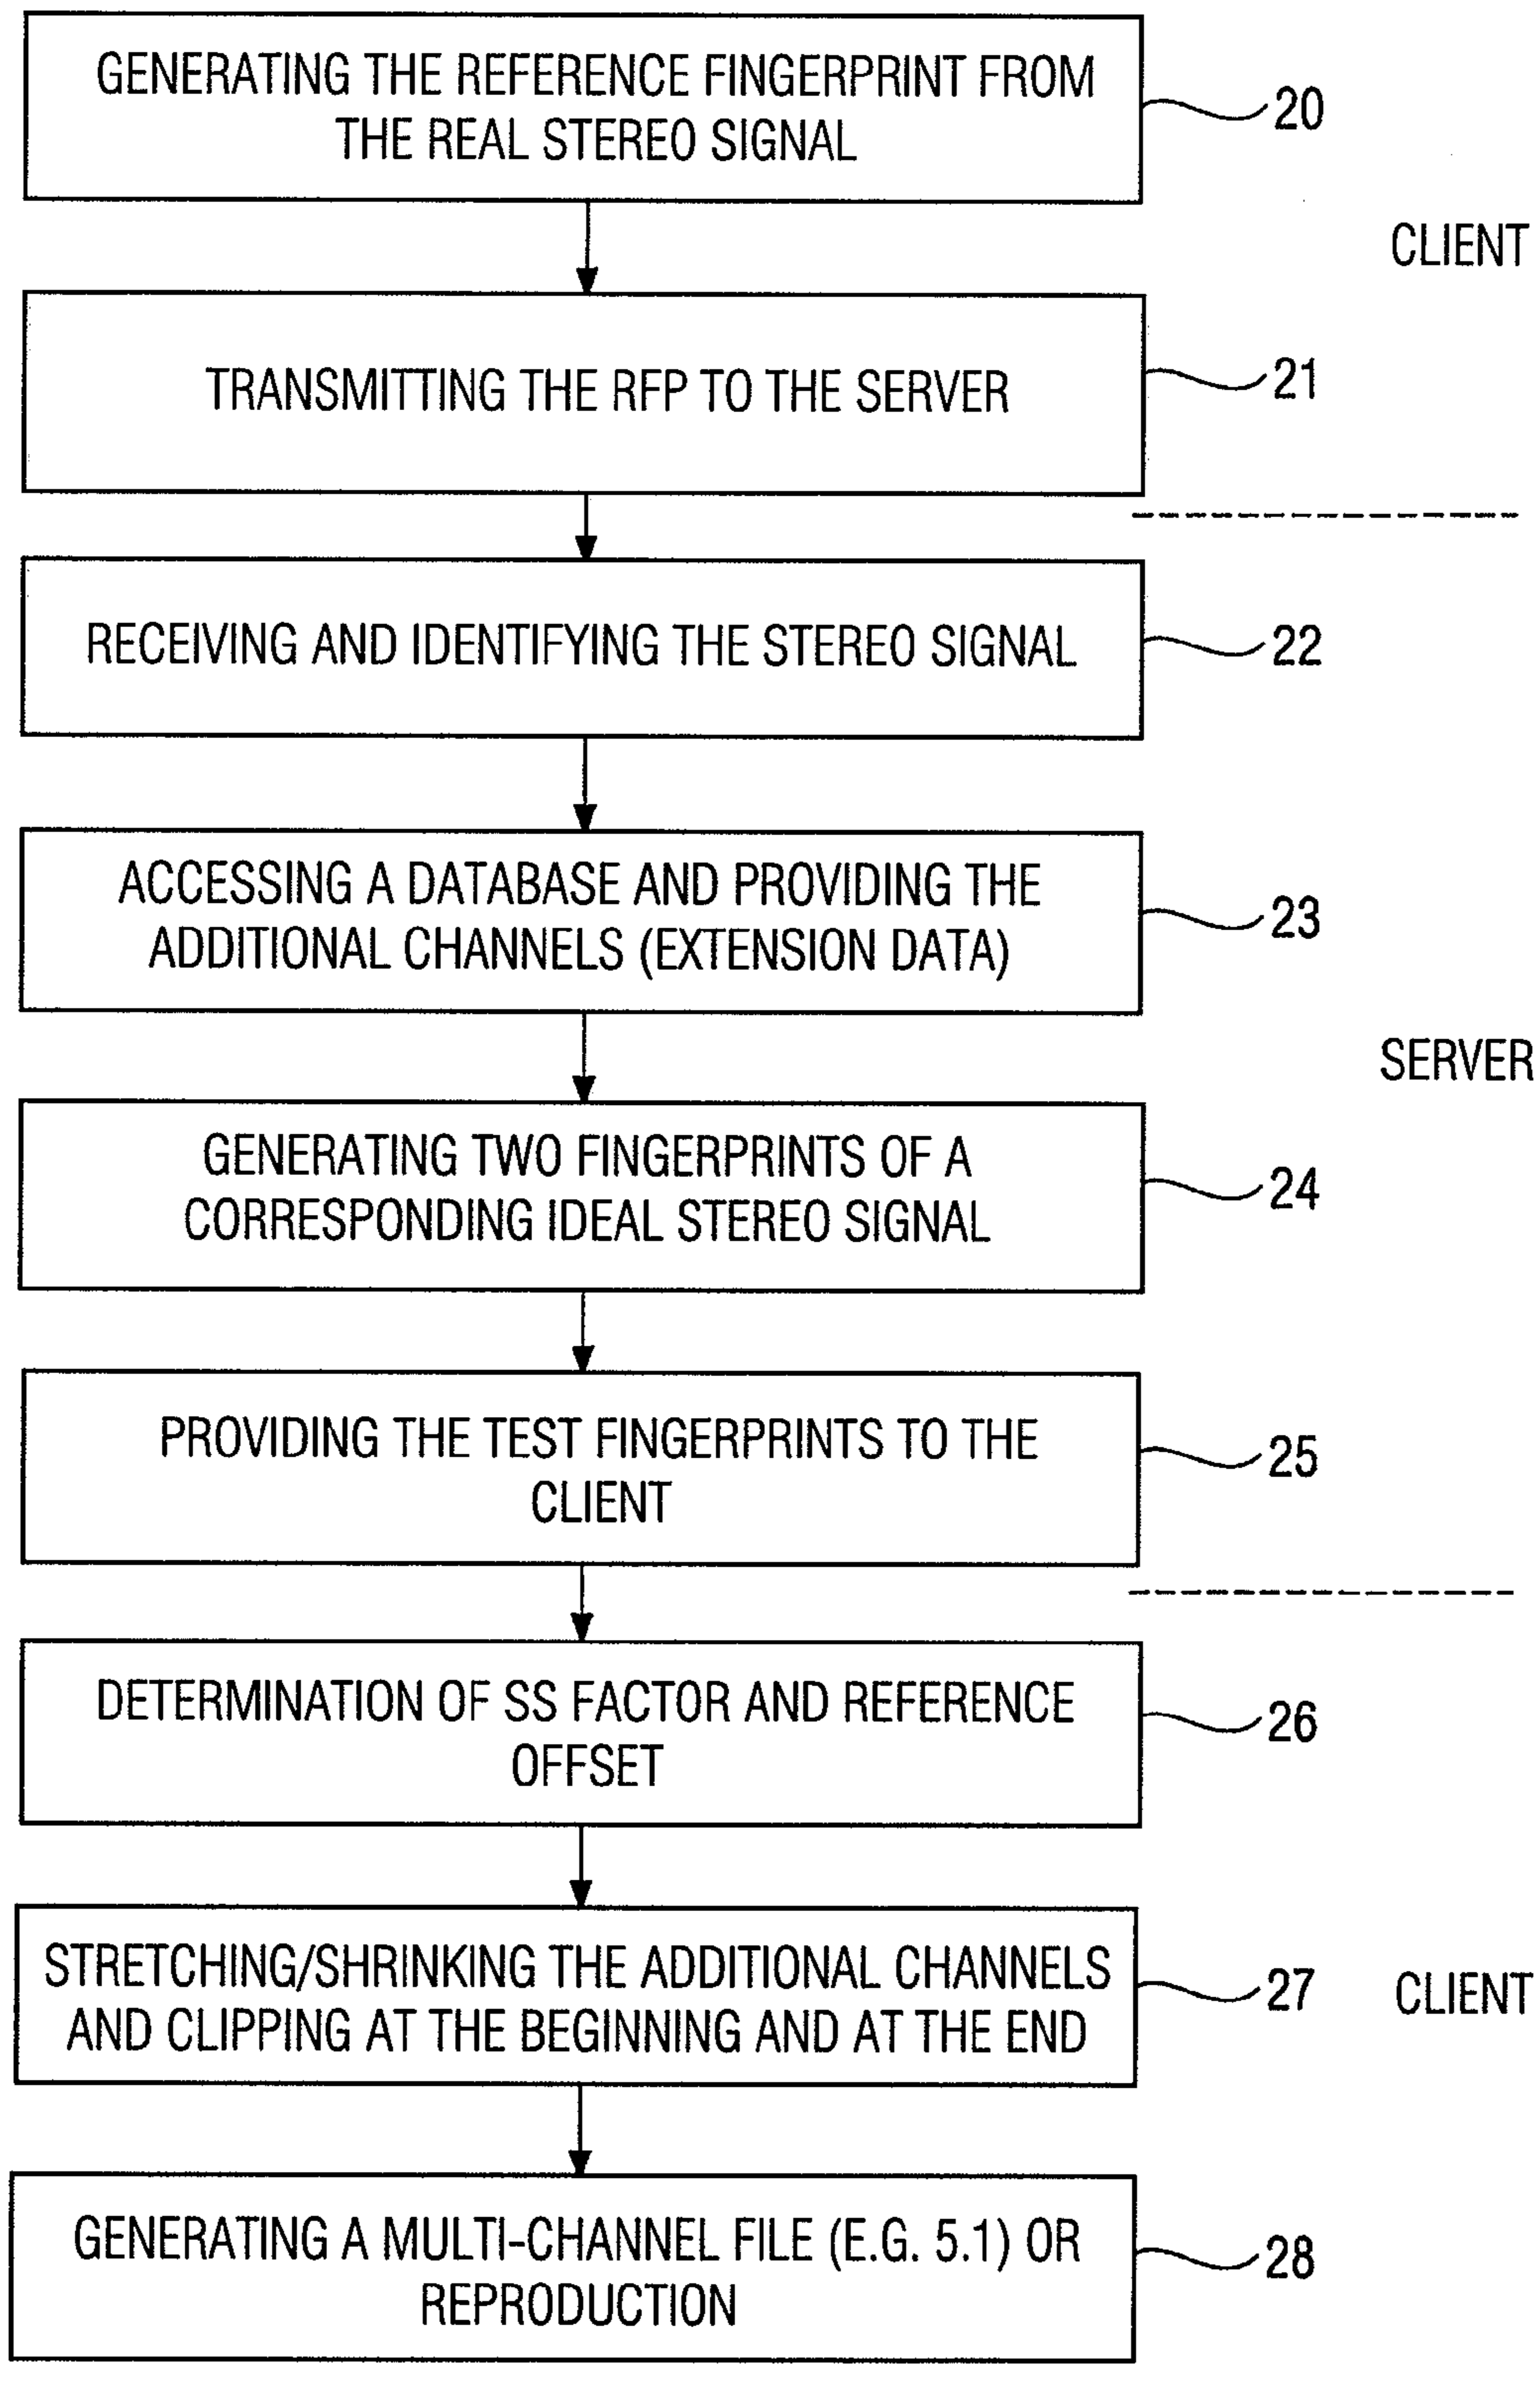 GENERATING THE REFERENCE FINGERPRINT FROM
THE REAL STEREO SIGNAL
20
CLIENT
TRANSMITTING THE RFP TO THE SERVER
21
RECEIVING AND IDENTIFYING THE STEREO SIGNAL
22
ACCESSING A DATABASE AND PROVIDING THE
ADDITIONAL CHANNELS (EXTENSION DATA)
23
SERVER
GENERATING TWO FINGERPRINTS OF A
CORRESPONDING IDEAL STEREO SIGNAL
24
PROVIDING THE TEST FINGERPRINTS TO THE
CLIENT
25
DETERMINATION OF SS FACTOR AND REFERENCE
OFFSET
26
STRETCHING/SHRINKING THE ADDITIONAL CHANNELS
AND CLIPPING AT THE BEGINNING AND AT THE END
27
CLIENT
GENERATING A MULTI-CHANNEL FILE (E.G. 5.1) OR
REPRODUCTION
28